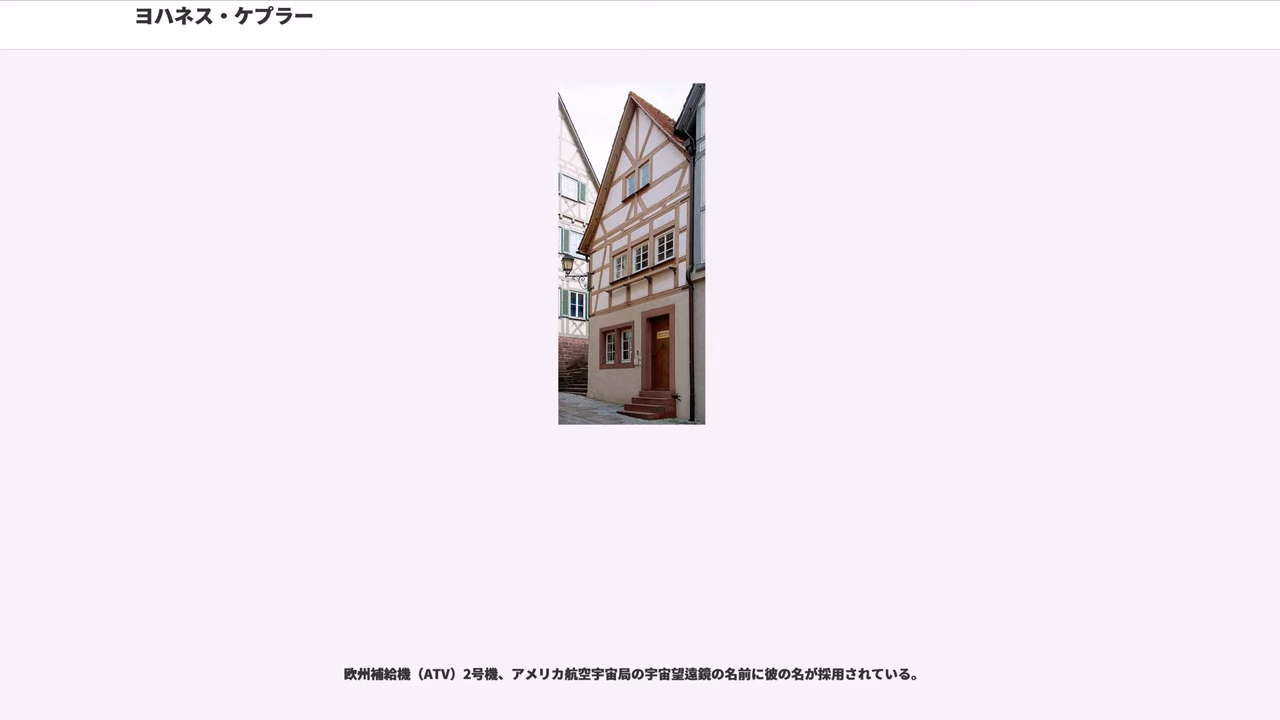 ヨハネス・ケプラー
欧州補給機（ATV）2号機、アメリカ航空宇宙局の宇宙望遠鏡の名前に彼の名が採用されている。